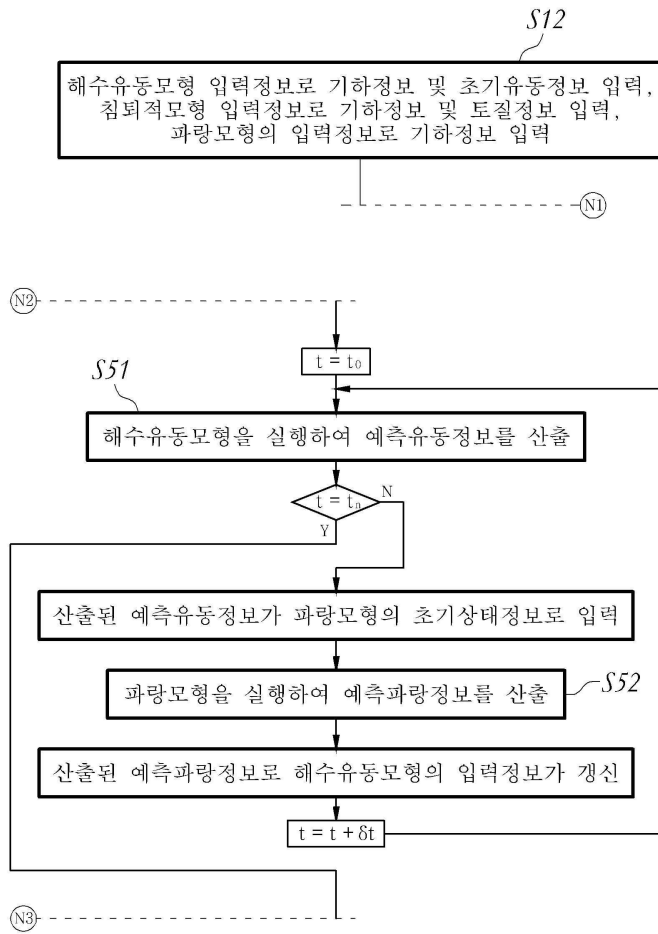 S12
해수유동모형 입력정보로 기하정보 및 초기유동정보 입력,
침퇴적모형 입력정보로 기하정보 및 토질정보 입력,
파랑모형의 입력정보로 기하정보 입력
N1
N2
t = t₀
S51
해수유동모형을 실행하여 예측유동정보를 산출
t = tₙ
N
Y
산출된 예측유동정보가 파랑모형의 초기상태정보로 입력
파랑모형을 실행하여 예측파랑정보를 산출
S52
산출된 예측파랑정보로 해수유동모형의 입력정보가 갱신
t = t + δt
N3